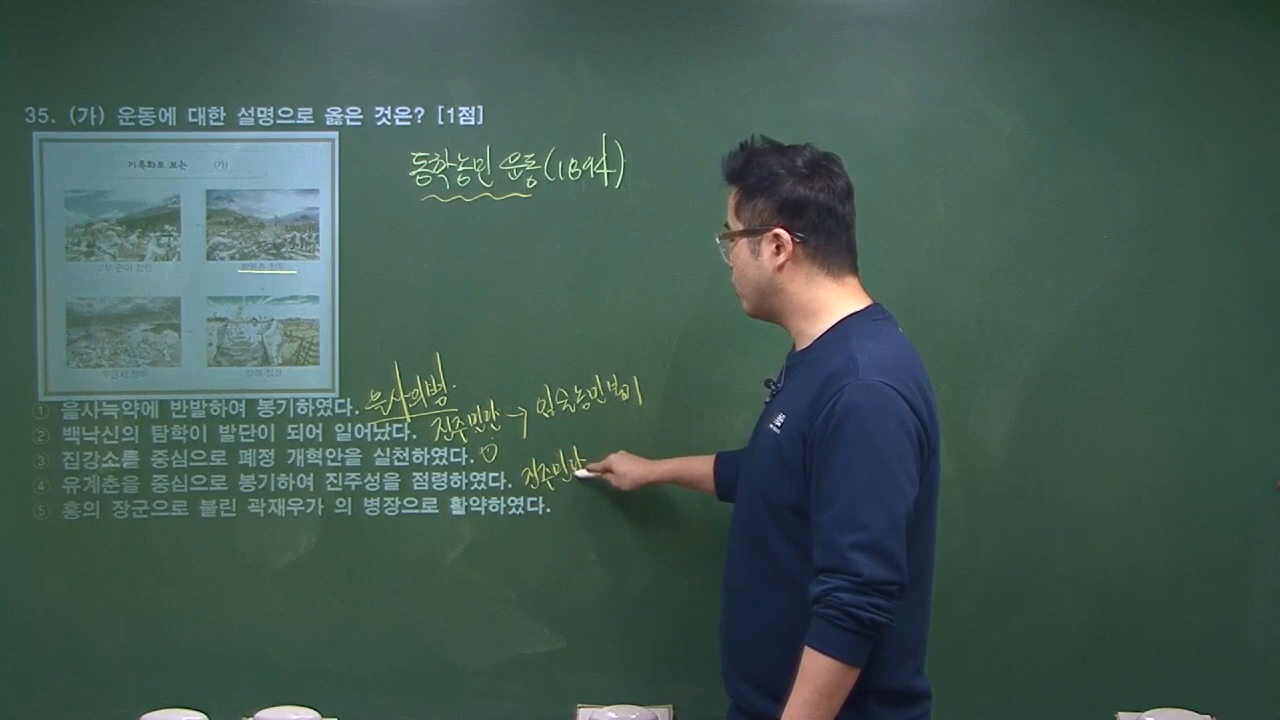 35. (가) 운동에 대한 설명으로 옳은 것은? [1점]
기록화로 보는 (가)
동학농민 운동(1894)
고부 관아 점령
황룡촌 전투
우금치 전투
① 을사늑약에 반발하여 봉기하였다. 을사의병.
② 백낙신의 탐학이 발단이 되어 일어났다. 진주민란 → 임술농민봉기
③ 집강소를 중심으로 폐정 개혁안을 실천하였다.
④ 유계춘을 중심으로 봉기하여 진주성을 점령하였다. 진주민란
⑤ 홍의 장군으로 불린 곽재우가 의 병장으로 활약하였다.